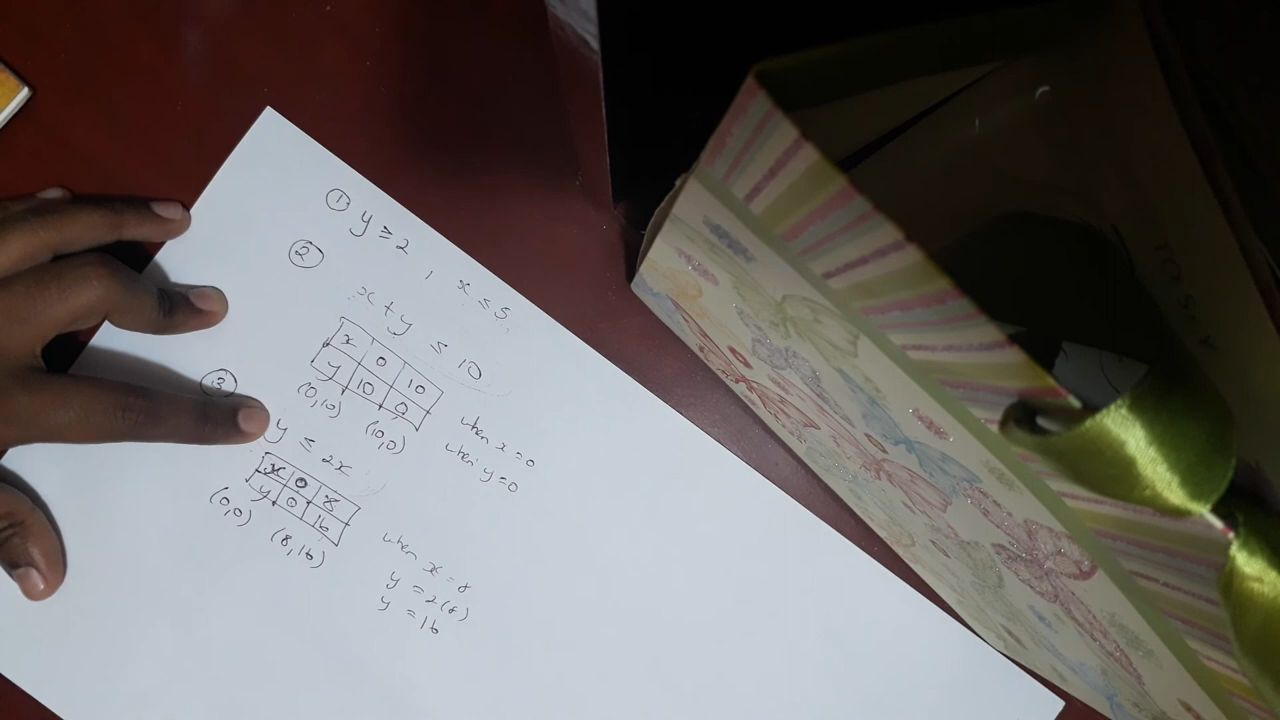 ① y ≥ 2 , x ≤ 5
②
x + y ≤ 10
x 0 10
y 10 0
(0,10) (10,0)
when x = 0
when y = 0
③
y ≤ 2x
x 0 8
y 0 16
(0,0) (8,16)
when x = 8
y = 2(8)
y = 16